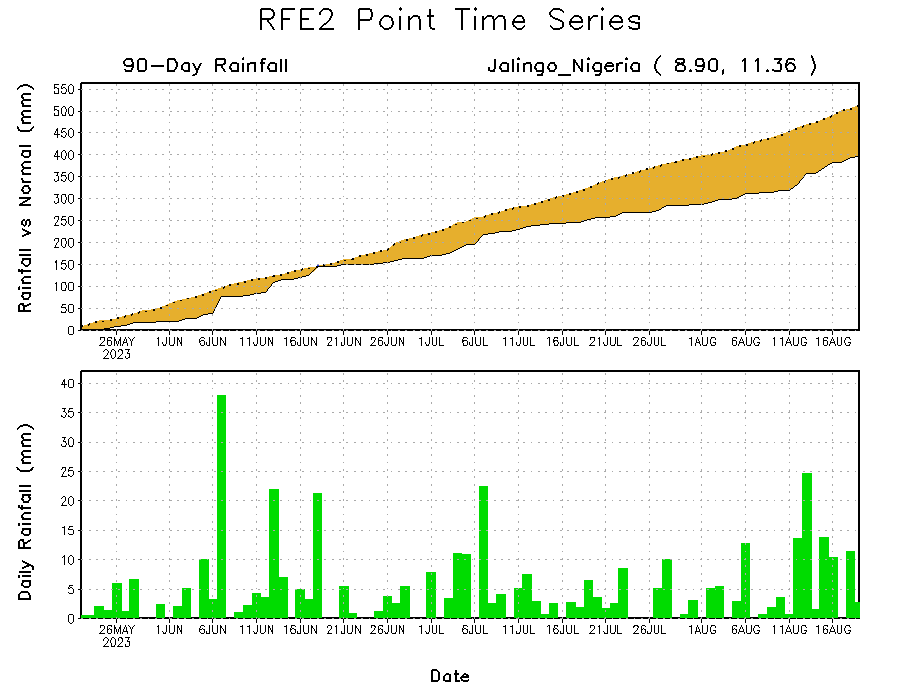 RFE2 Point Time Series
90-Day Rainfall
Jalingo_Nigeria ( 8.90, 11.36 )
Rainfall vs Normal (mm)
550
500
450
400
350
300
250
200
150
100
50
0
26MAY 1JUN 6JUN 11JUN 16JUN 21JUN 26JUN 1JUL 6JUL 11JUL 16JUL 21JUL 26JUL 1AUG 6AUG 11AUG 16AUG
2023
Daily Rainfall (mm)
40
35
30
25
20
15
10
5
0
26MAY 1JUN 6JUN 11JUN 16JUN 21JUN 26JUN 1JUL 6JUL 11JUL 16JUL 21JUL 26JUL 1AUG 6AUG 11AUG 16AUG
2023
Date